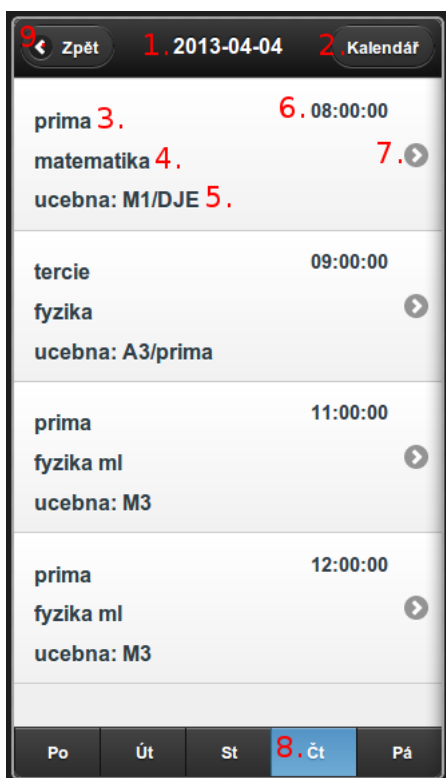 9. Zpět 1. 2013-04-04 2. Kalendář
prima 3. 6. 08:00:00
matematika 4. 7.
ucebna: M1/DJE 5.
tercie 09:00:00
fyzika
ucebna: A3/prima
prima 11:00:00
fyzika ml
ucebna: M3
prima 12:00:00
fyzika ml
ucebna: M3
Po Út St 8. Čt Pá